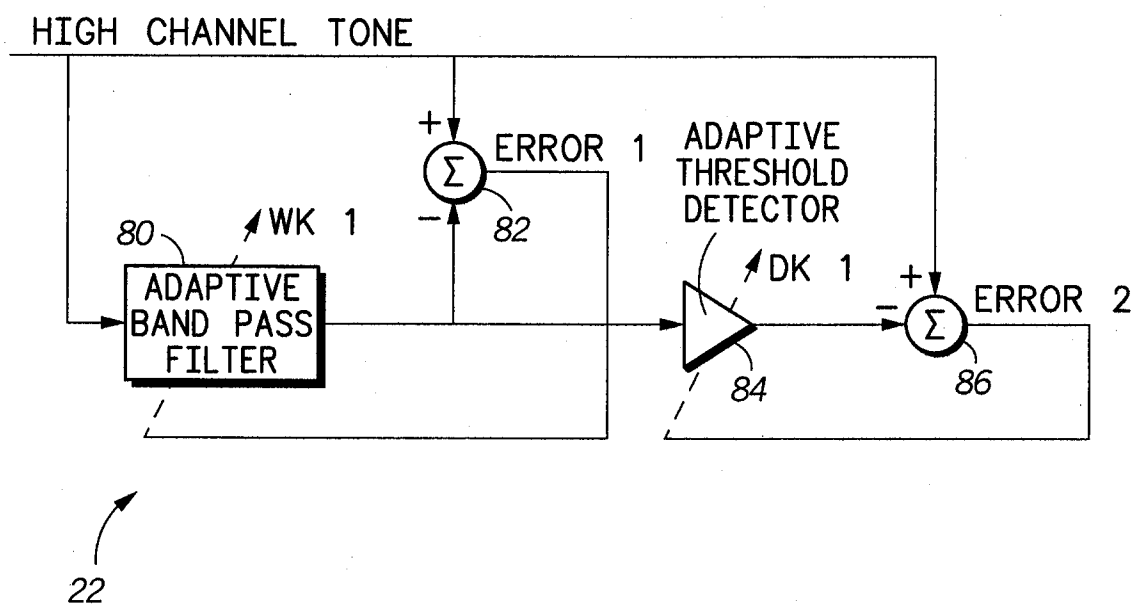 HIGH CHANNEL TONE
+
Σ
ERROR 1
−
82
ADAPTIVE
THRESHOLD
DETECTOR
80
WK 1
ADAPTIVE
BAND PASS
FILTER
DK 1
84
+
−
Σ
ERROR 2
86
22